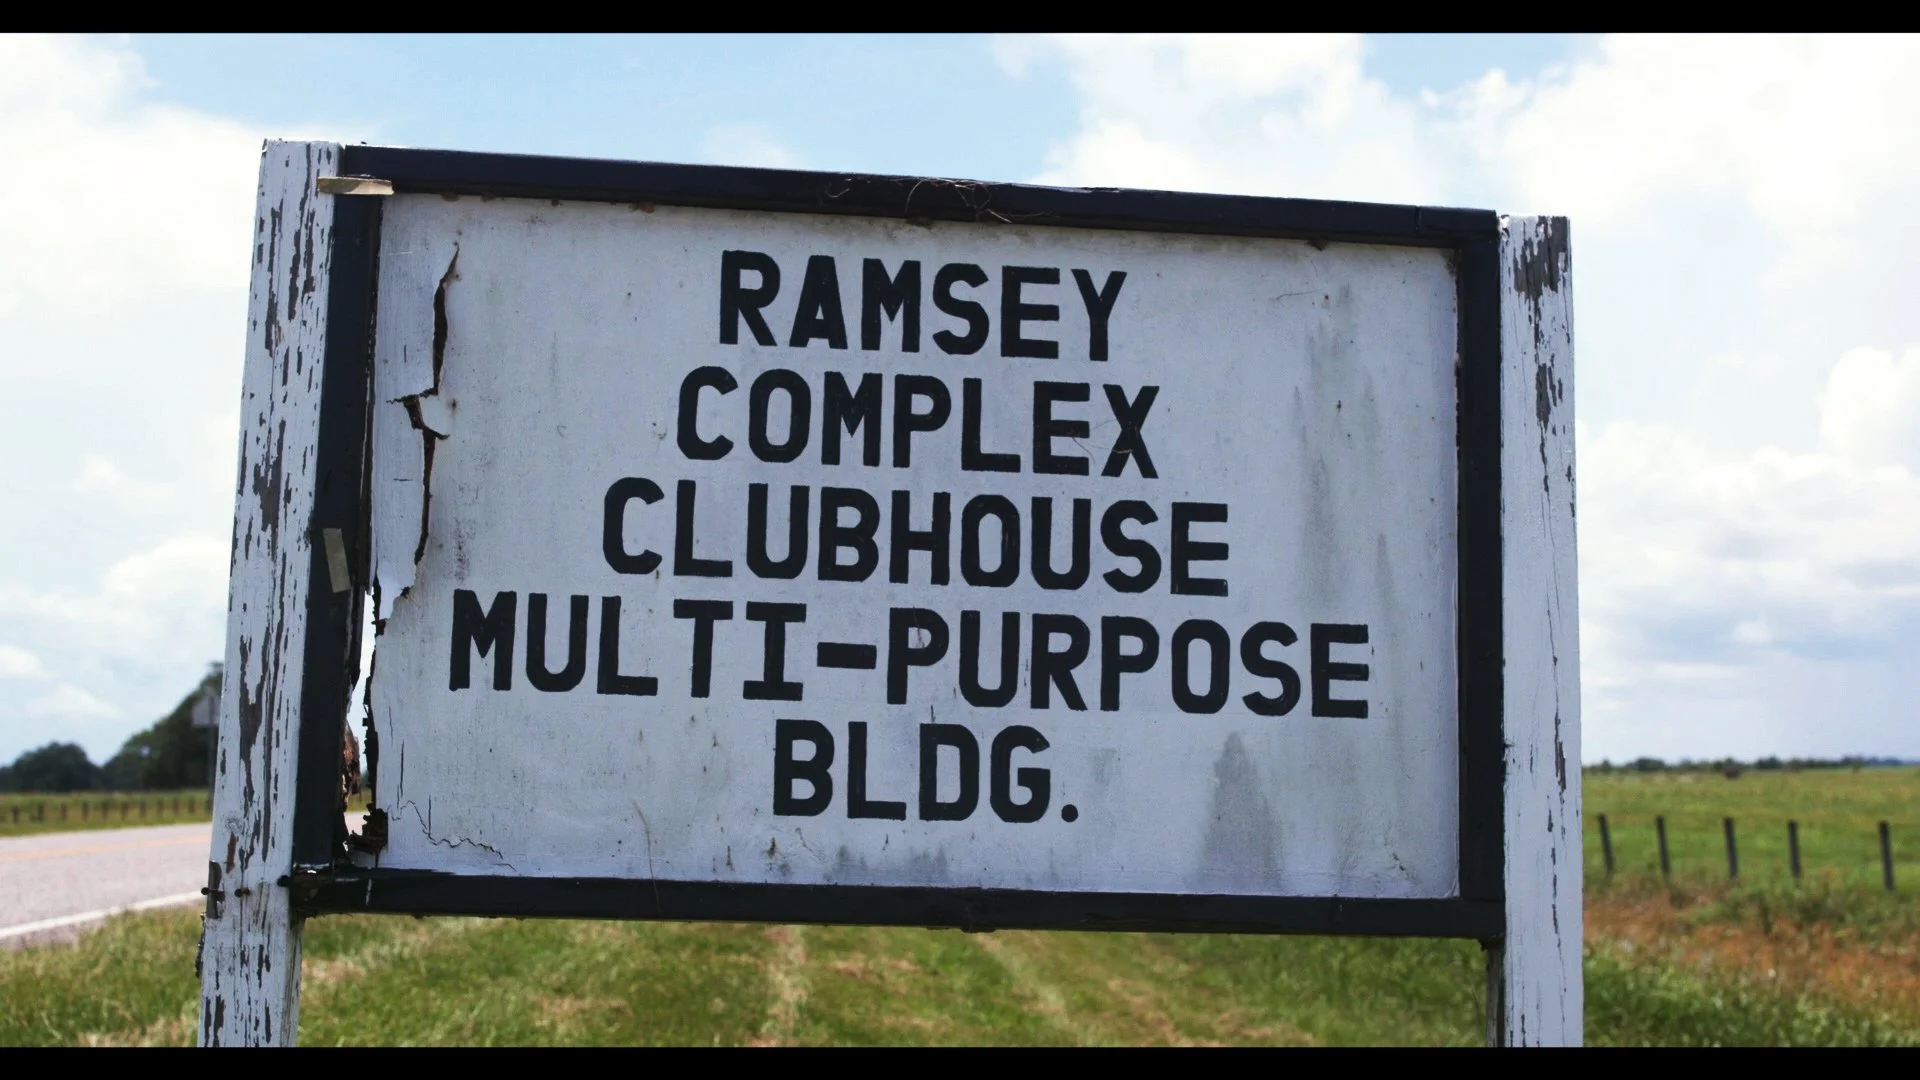 RAMSEY
COMPLEX
CLUBHOUSE
MULTI-PURPOSE
BLDG.